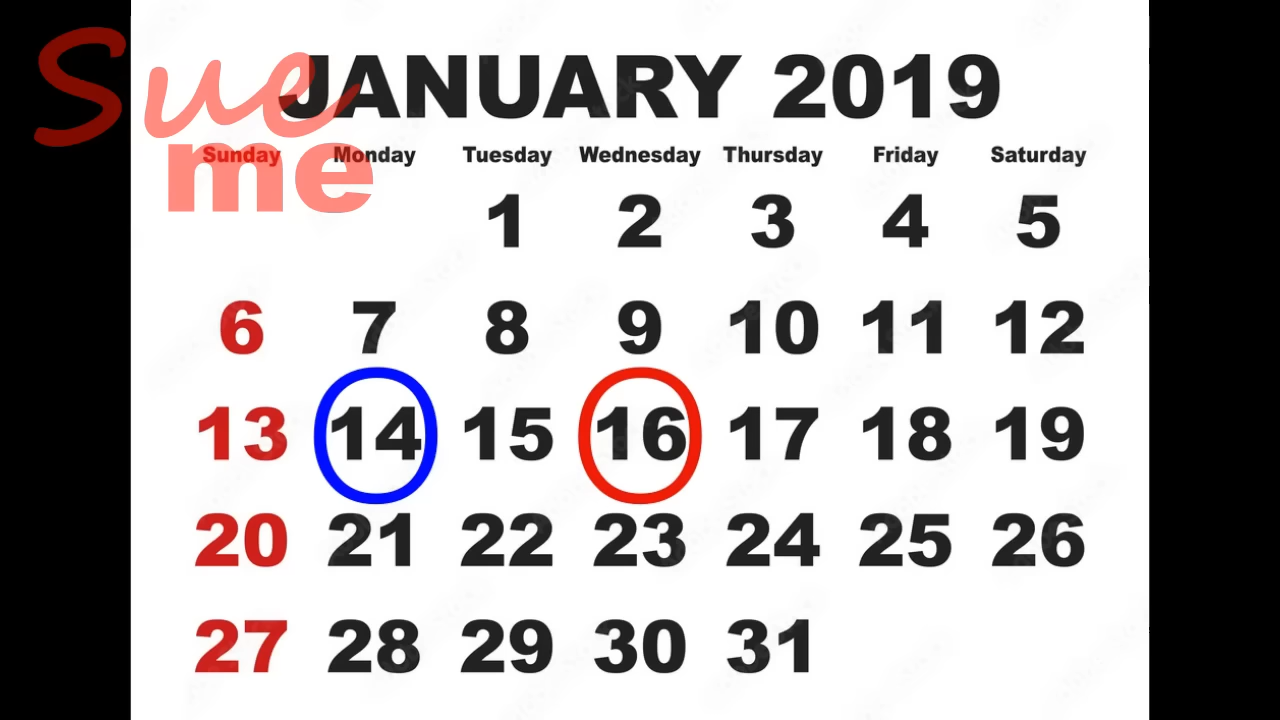 Sue
me
JANUARY 2019
Sunday Monday Tuesday Wednesday Thursday Friday Saturday
1 2 3 4 5
6 7 8 9 10 11 12
13 14 15 16 17 18 19
20 21 22 23 24 25 26
27 28 29 30 31